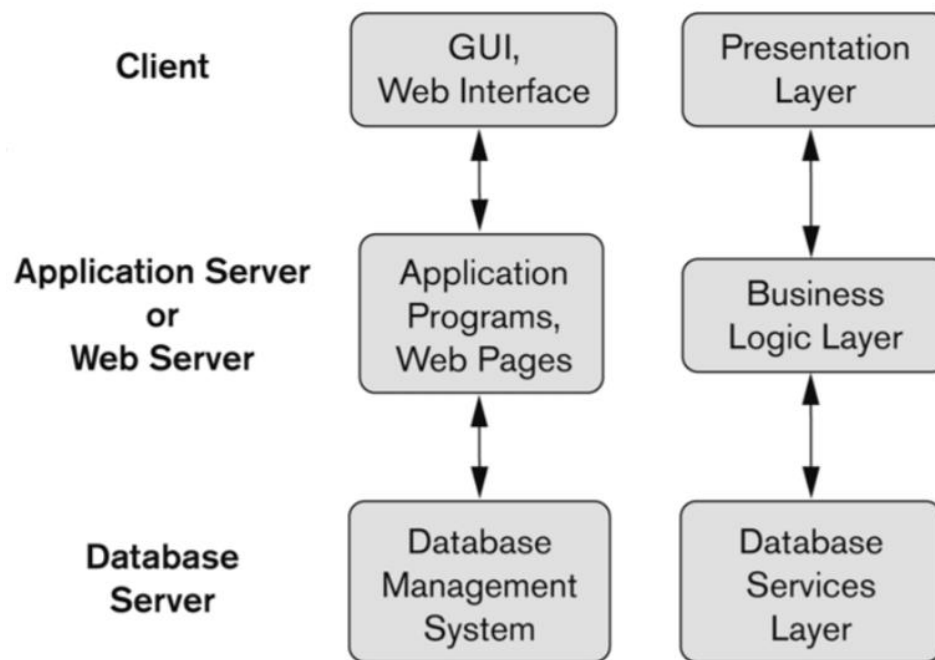 Client
GUI,
Web Interface
Presentation
Layer
Application Server
or
Web Server
Application
Programs,
Web Pages
Business
Logic Layer
Database
Server
Database
Management
System
Database
Services
Layer